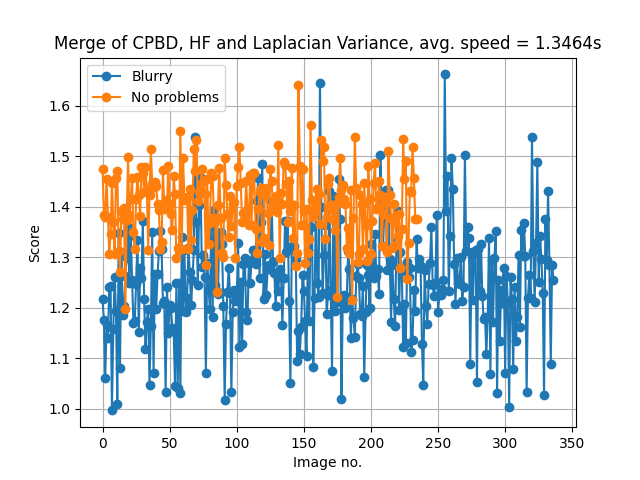 Merge of CPBD, HF and Laplacian Variance, avg. speed = 1.3464s
Blurry
No problems
1.6
1.5
1.4
1.3
1.2
1.1
1.0
Score
0 50 100 150 200 250 300 350
Image no.